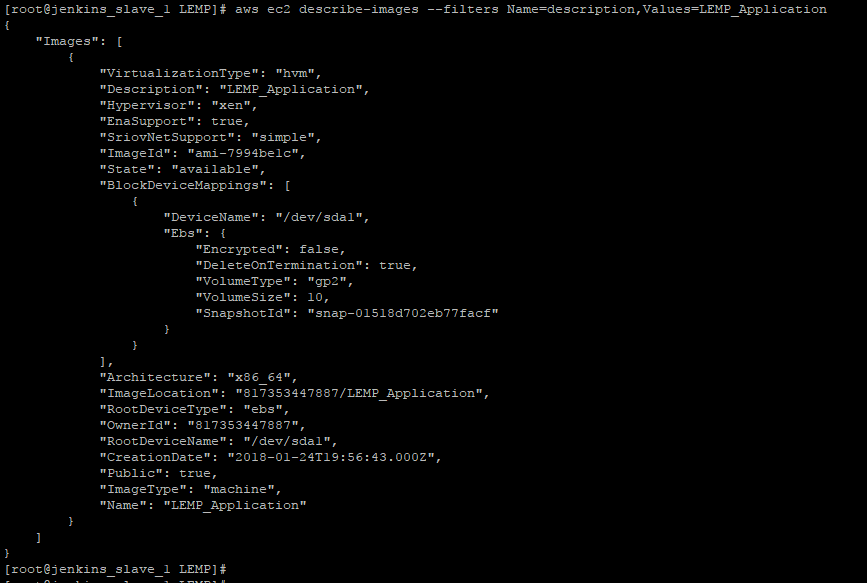 [root@jenkins_slave_1 LEMP]# aws ec2 describe-images --filters Name=description,Values=LEMP_Application
{
    "Images": [
        {
            "VirtualizationType": "hvm",
            "Description": "LEMP_Application",
            "Hypervisor": "xen",
            "EnaSupport": true,
            "SriovNetSupport": "simple",
            "ImageId": "ami-7994be1c",
            "State": "available",
            "BlockDeviceMappings": [
                {
                    "DeviceName": "/dev/sda1",
                    "Ebs": {
                        "Encrypted": false,
                        "DeleteOnTermination": true,
                        "VolumeType": "gp2",
                        "VolumeSize": 10,
                        "SnapshotId": "snap-01518d702eb77facf"
                    }
                }
            ],
            "Architecture": "x86_64",
            "ImageLocation": "817353447887/LEMP_Application",
            "RootDeviceType": "ebs",
            "OwnerId": "817353447887",
            "RootDeviceName": "/dev/sda1",
            "CreationDate": "2018-01-24T19:56:43.000Z",
            "Public": true,
            "ImageType": "machine",
            "Name": "LEMP_Application"
        }
    ]
}
[root@jenkins_slave_1 LEMP]#
[root@jenkins_slave_1 LEMP]#